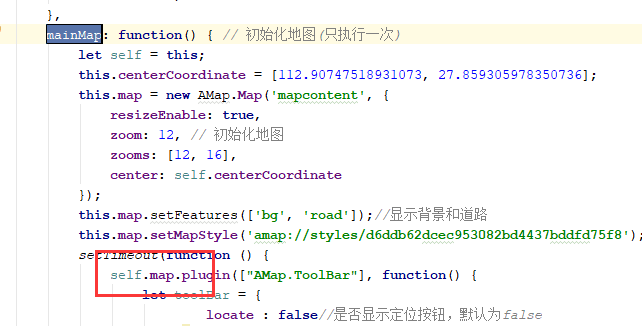 },
mainMap: function() { // 初始化地图(只执行一次)
let self = this;
this.centerCoordinate = [112.90747518931073, 27.859305978350736];
this.map = new AMap.Map('mapcontent', {
resizeEnable: true,
zoom: 12, // 初始化地图
zooms: [12, 16],
center: self.centerCoordinate
});
this.map.setFeatures(['bg', 'road']);//显示背景和道路
this.map.setMapStyle('amap://styles/d6ddb62dcec953082bd4437bddfd75f8');
setTimeout(function () {
self.map.plugin(["AMap.ToolBar"], function() {
let toolBar = {
locate : false//是否显示定位按钮，默认为false